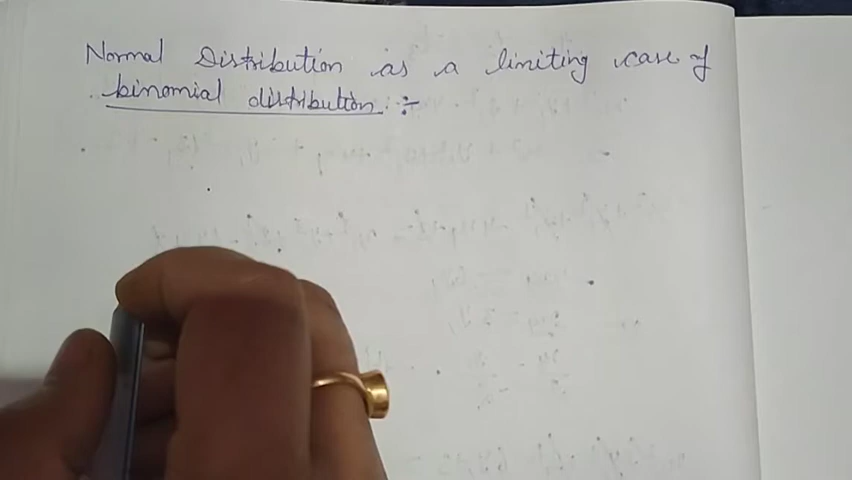 Normal Distribution as a limiting case of
binomial distribution :-